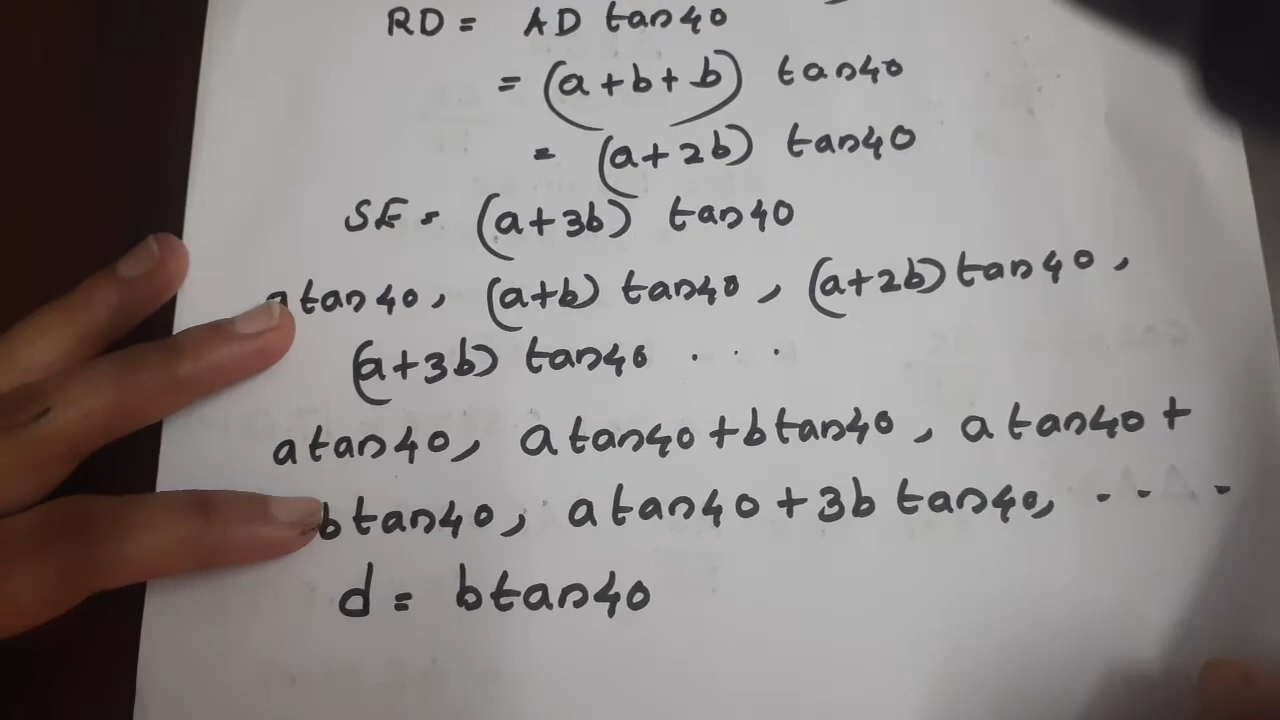 RD = AD tan40
= (a+b+b) tan40
= (a+2b) tan40
SE = (a+3b) tan40
a tan40, (a+b) tan40, (a+2b) tan40,
(a+3b) tan40 . . .
a tan40, a tan40 + b tan40, a tan40 +
b tan40, a tan40 + 3b tan40, . . . .
d = b tan40